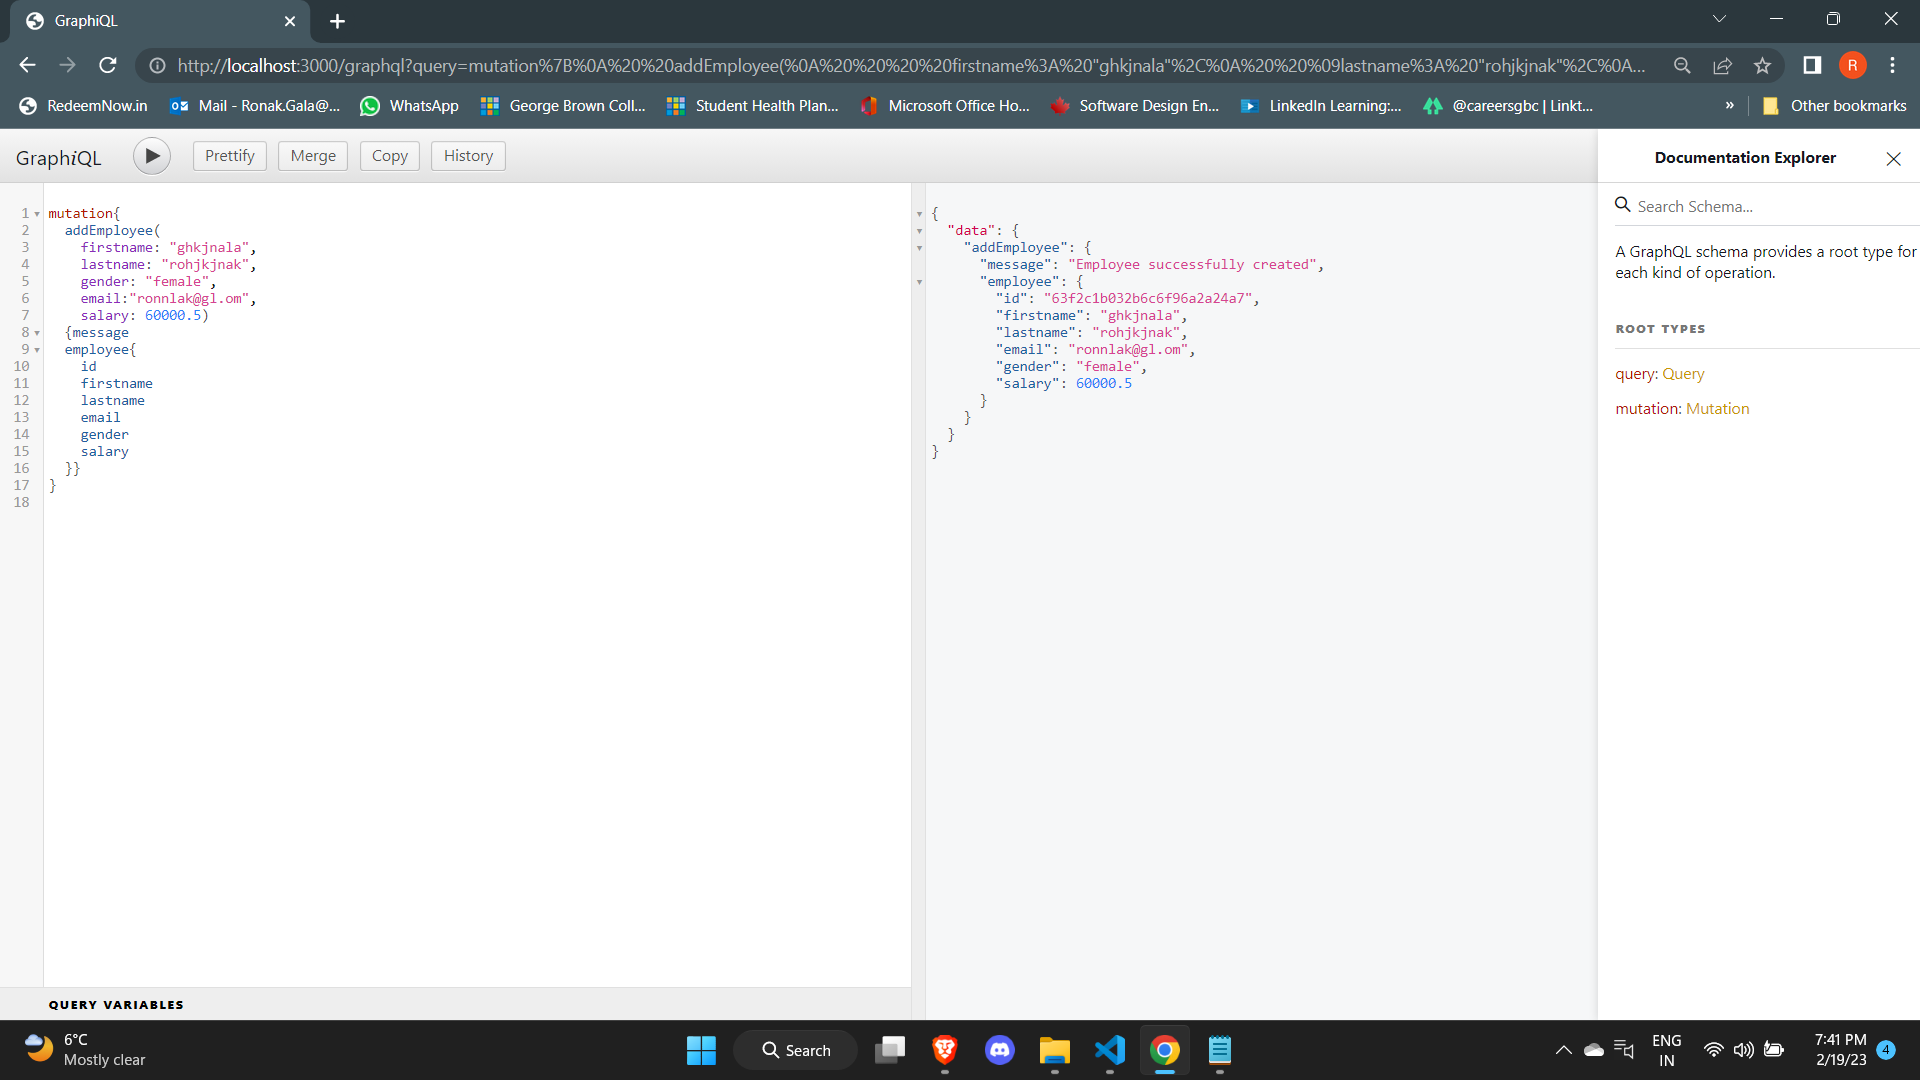 GraphiQL
http://localhost:3000/graphql?query=mutation%7B%0A%20%20addEmployee(%0A%20%20%20%20firstname%3A%20"ghkjnala"%2C%0A%20%20%09lastname%3A%20"rohjkjnak"%2C%0A...
R
RedeemNow.in
Mail - Ronak.Gala@...
WhatsApp
George Brown Coll...
Student Health Plan...
Microsoft Office Ho...
Software Design En...
LinkedIn Learning:...
@careersgbc | Linkt...
»
Other bookmarks
GraphiQL
Prettify
Merge
Copy
History
Documentation Explorer
1 mutation{
2 addEmployee(
3 firstname: "ghkjnala",
4 lastname: "rohjkjnak",
5 gender: "female",
6 email:"ronnlak@gl.om",
7 salary: 60000.5)
8 {message
9 employee{
10 id
11 firstname
12 lastname
13 email
14 gender
15 salary
16 }}
17 }
18
{
"data": {
"addEmployee": {
"message": "Employee successfully created",
"employee": {
"id": "63f2c1b032b6c6f96a2a24a7",
"firstname": "ghkjnala",
"lastname": "rohjkjnak",
"email": "ronnlak@gl.om",
"gender": "female",
"salary": 60000.5
}
}
}
}
Search Schema...
A GraphQL schema provides a root type for
each kind of operation.
ROOT TYPES
query: Query
mutation: Mutation
QUERY VARIABLES
6°C
Mostly clear
Search
ENG
IN
7:41 PM
2/19/23
4